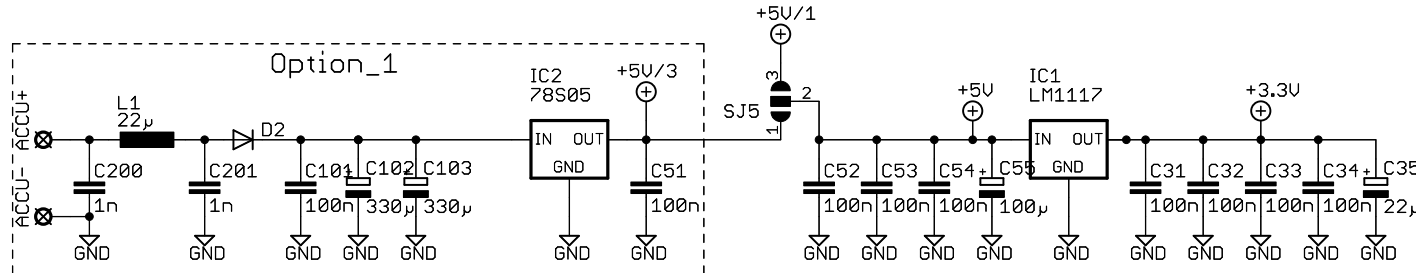 +5V/1
Option_1
+5V/3
3
2
1
SJ5
+5V
+3.3V
IC2
78S05
IC1
LM1117
ACCU+
L1
22µ
D2
IN OUT
GND
IN OUT
GND
ACCU-
C200
1n
C201
1n
C101
100n
C102
+
330µ
C103
+
330µ
C51
100n
C52
100n
C53
100n
C54
100n
C55
+
100µ
C31
100n
C32
100n
C33
100n
C34
100n
C35
+
22µ
GND GND GND GND GND GND GND GND GND GND GND GND GND GND GND GND GND